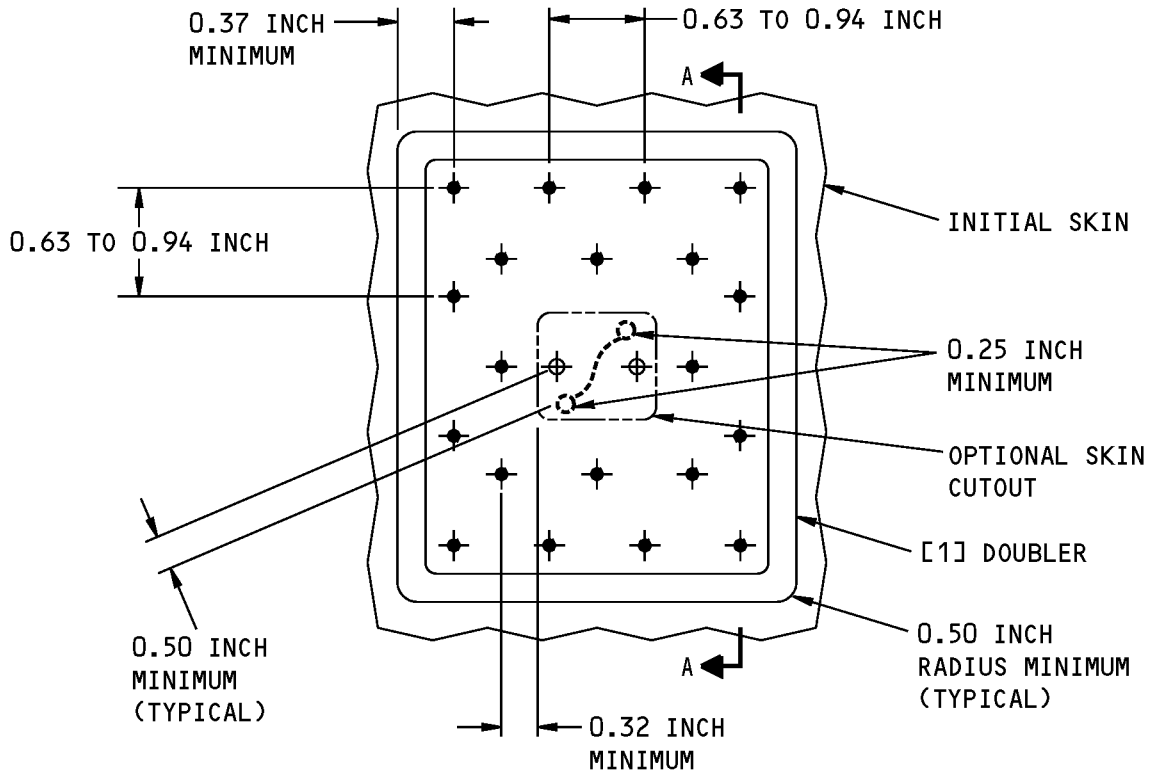 0.37 INCH
MINIMUM
0.63 TO 0.94 INCH
A
INITIAL SKIN
0.63 TO 0.94 INCH
0.25 INCH
MINIMUM
OPTIONAL SKIN
CUTOUT
[1] DOUBLER
0.50 INCH
RADIUS MINIMUM
(TYPICAL)
0.50 INCH
MINIMUM
(TYPICAL)
A
0.32 INCH
MINIMUM